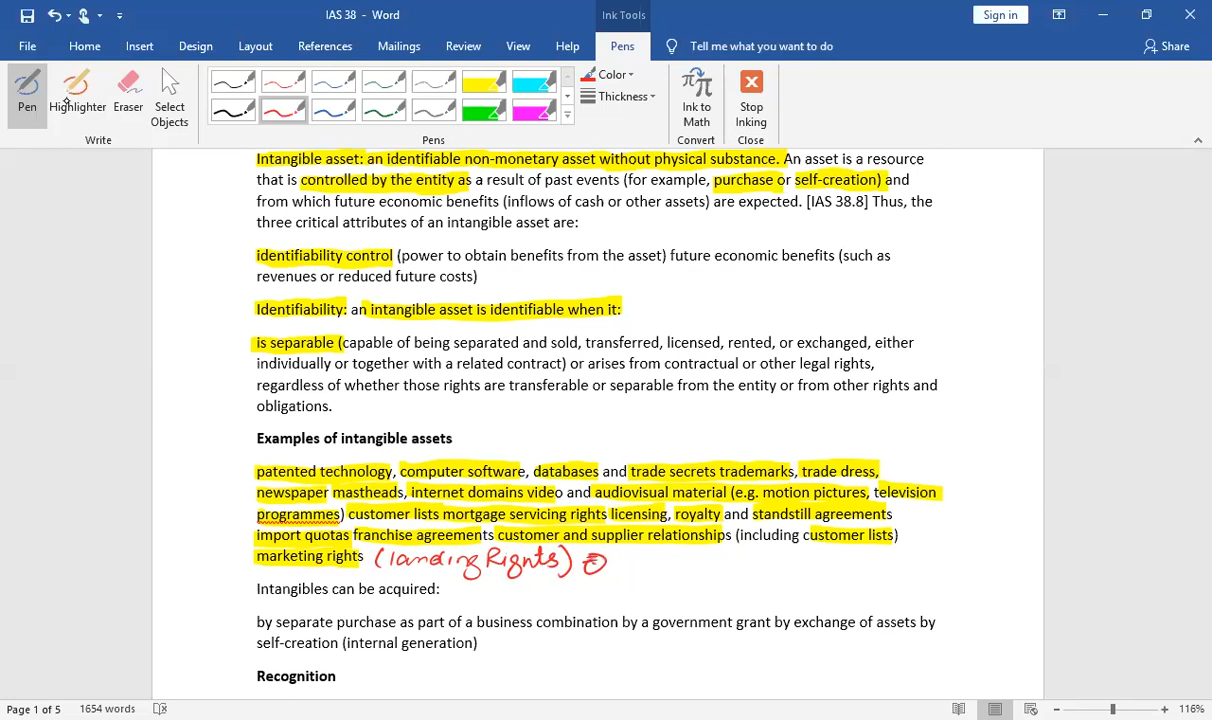 IAS 38 - Word
Ink Tools
Sign in
File Home Insert Design Layout References Mailings Review View Help Pens Tell me what you want to do Share
Pen Highlighter Eraser Select Objects
Color
Thickness
Ink to Math
Stop Inking
Write Pens Convert Close
Intangible asset: an identifiable non-monetary asset without physical substance. An asset is a resource
that is controlled by the entity as a result of past events (for example, purchase or self-creation) and
from which future economic benefits (inflows of cash or other assets) are expected. [IAS 38.8] Thus, the
three critical attributes of an intangible asset are:
identifiability control (power to obtain benefits from the asset) future economic benefits (such as
revenues or reduced future costs)
Identifiability: an intangible asset is identifiable when it:
is separable (capable of being separated and sold, transferred, licensed, rented, or exchanged, either
individually or together with a related contract) or arises from contractual or other legal rights,
regardless of whether those rights are transferable or separable from the entity or from other rights and
obligations.
Examples of intangible assets
patented technology, computer software, databases and trade secrets trademarks, trade dress,
newspaper mastheads, internet domains video and audiovisual material (e.g. motion pictures, television
programmes) customer lists mortgage servicing rights licensing, royalty and standstill agreements
import quotas franchise agreements customer and supplier relationships (including customer lists)
marketing rights (landing Rights)
Intangibles can be acquired:
by separate purchase as part of a business combination by a government grant by exchange of assets by
self-creation (internal generation)
Recognition
Page 1 of 5 1654 words 116%